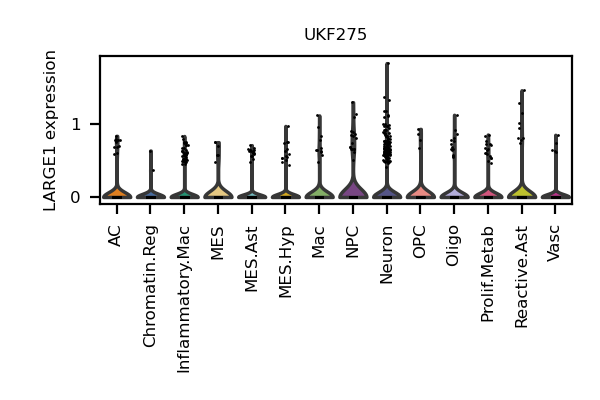 UKF275
LARGE1 expression
1
0
AC
Chromatin.Reg
Inflammatory.Mac
MES
MES.Ast
MES.Hyp
Mac
NPC
Neuron
OPC
Oligo
Prolif.Metab
Reactive.Ast
Vasc